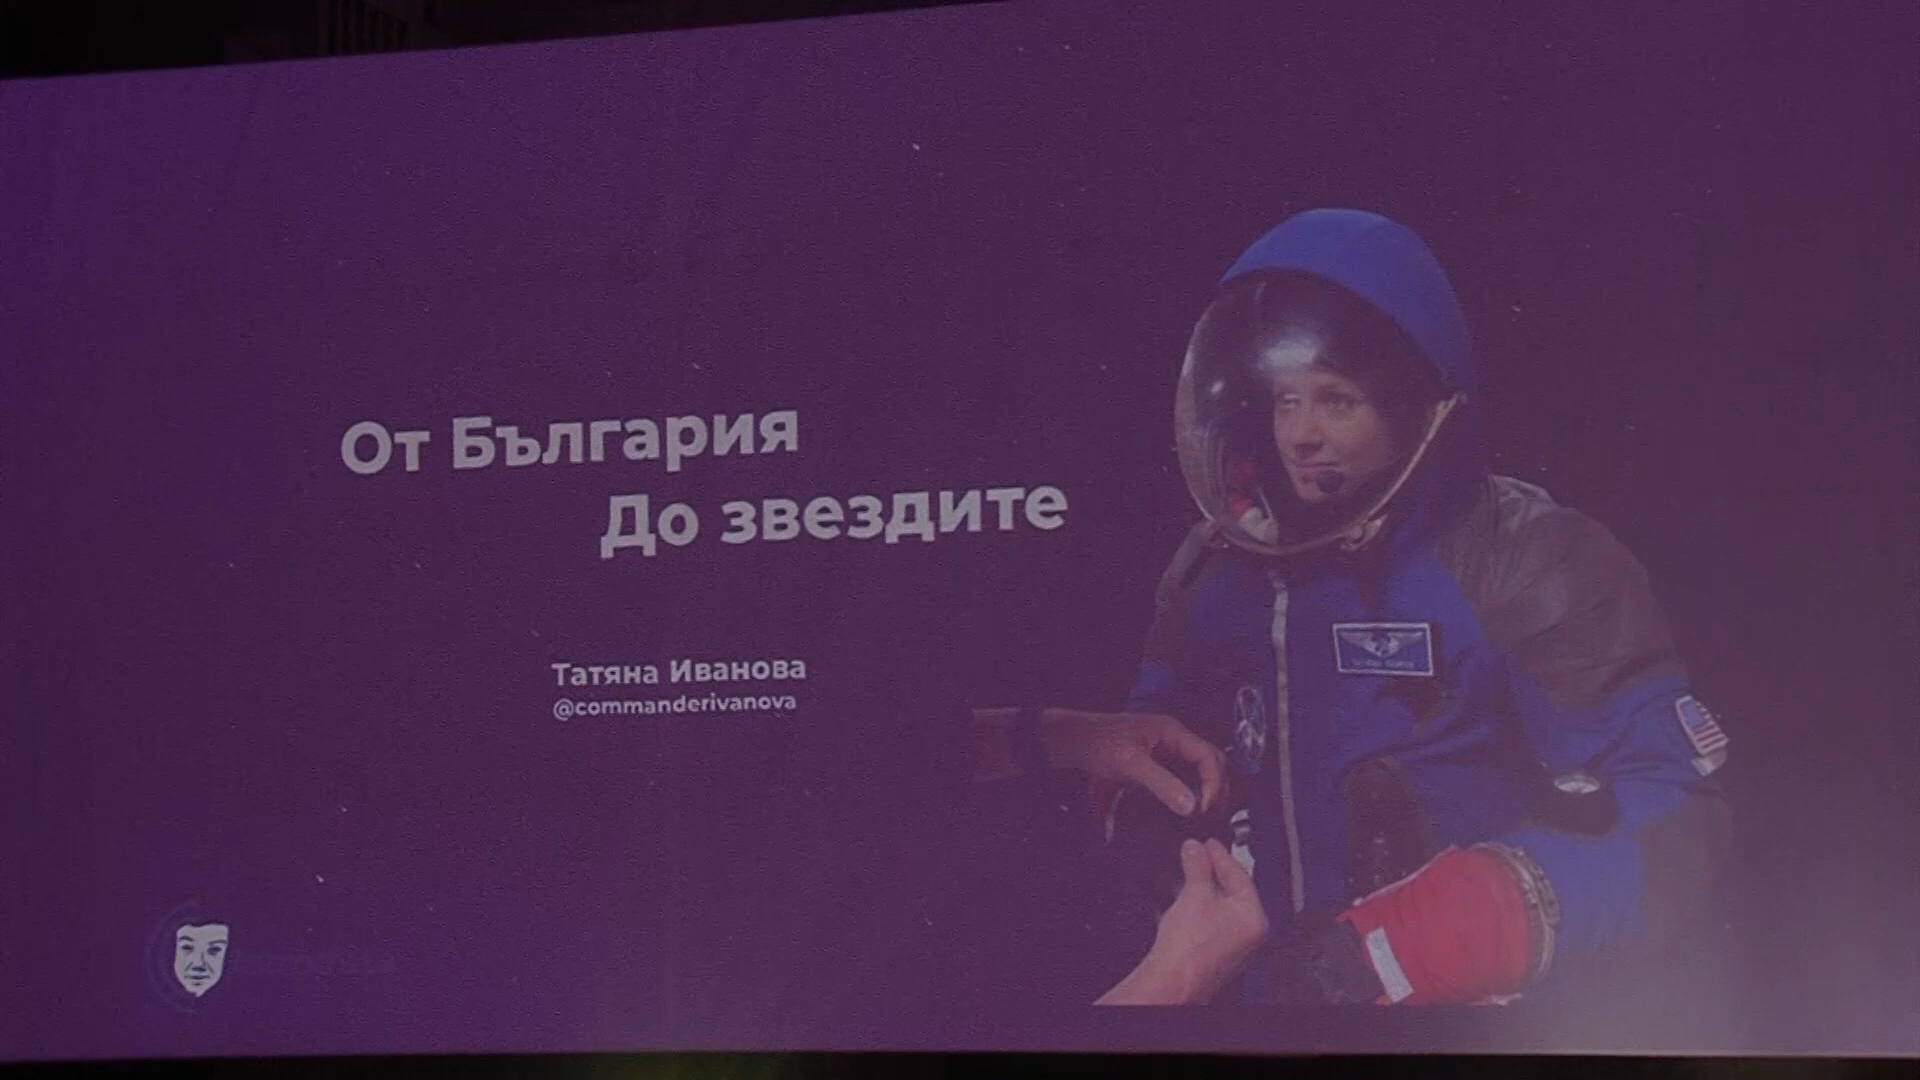 От България
До звездите
Татяна Иванова
@commanderivanova